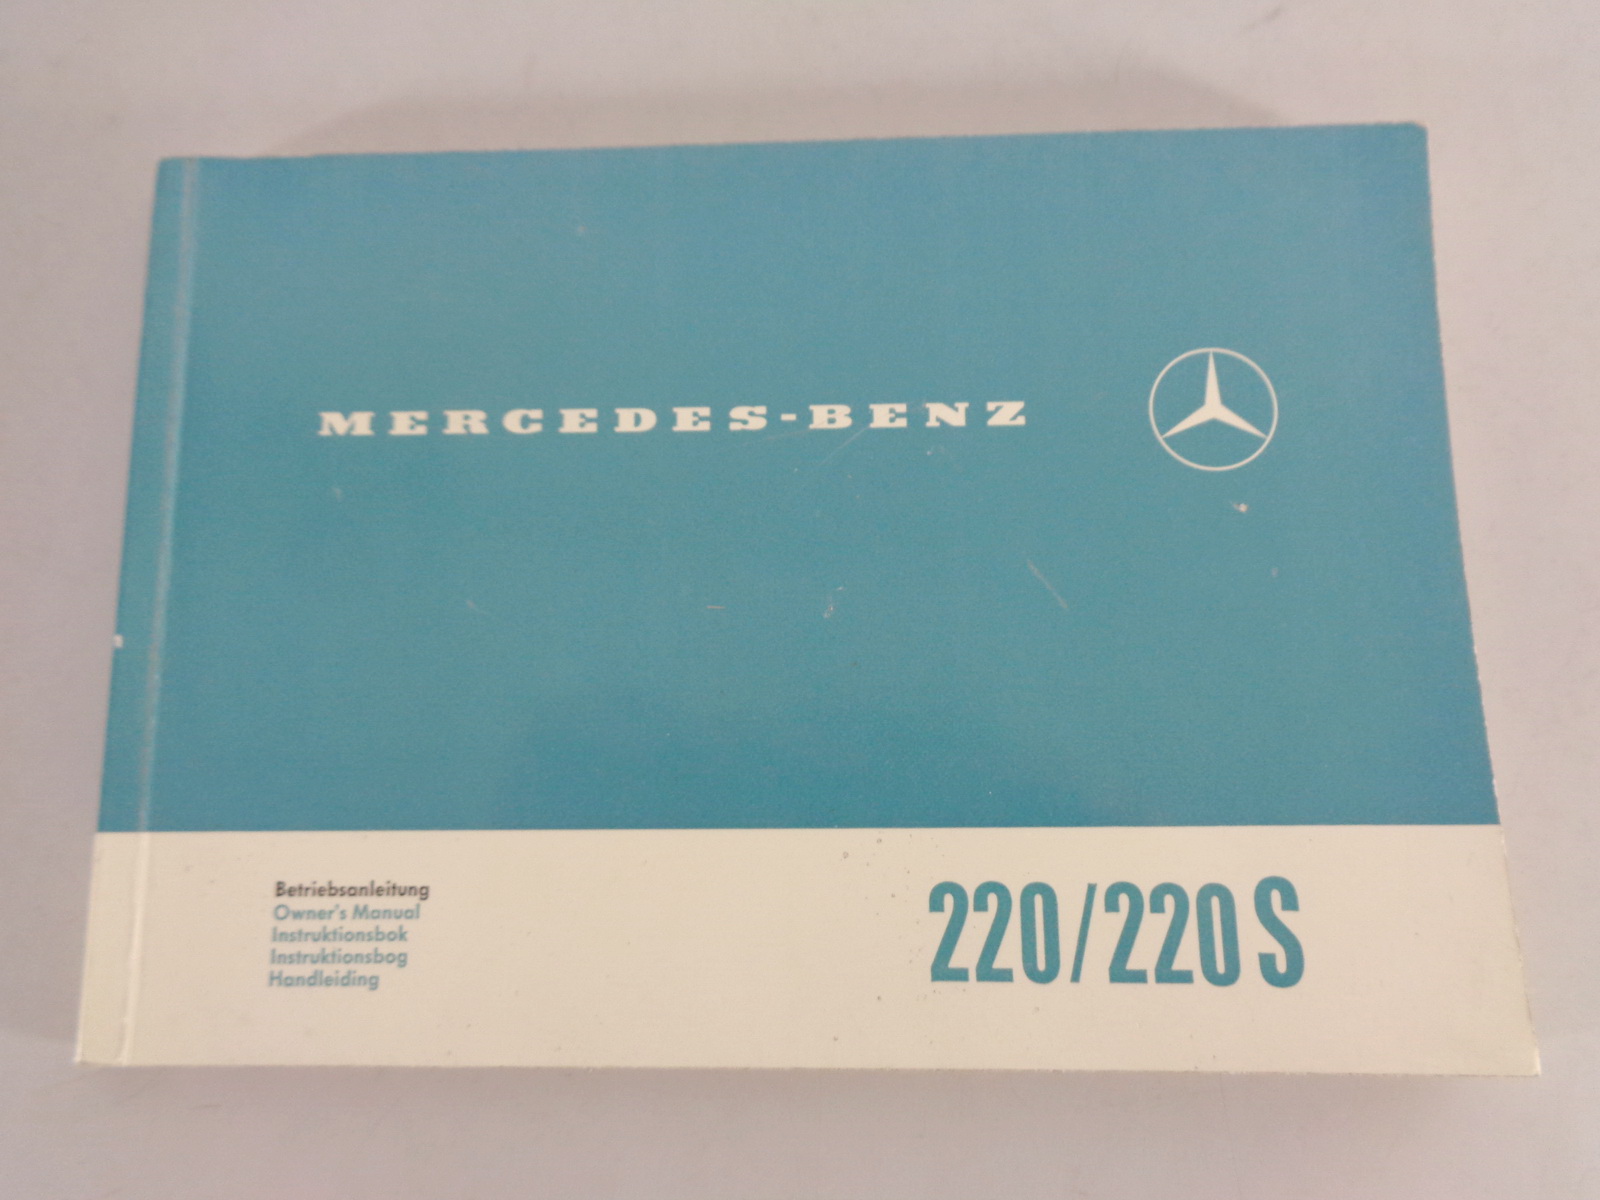 MERCEDES-BENZ
Betriebsanleitung
Owner's Manual
Instruktionsbok
Instruktionsbog
Handleiding
220/220 S